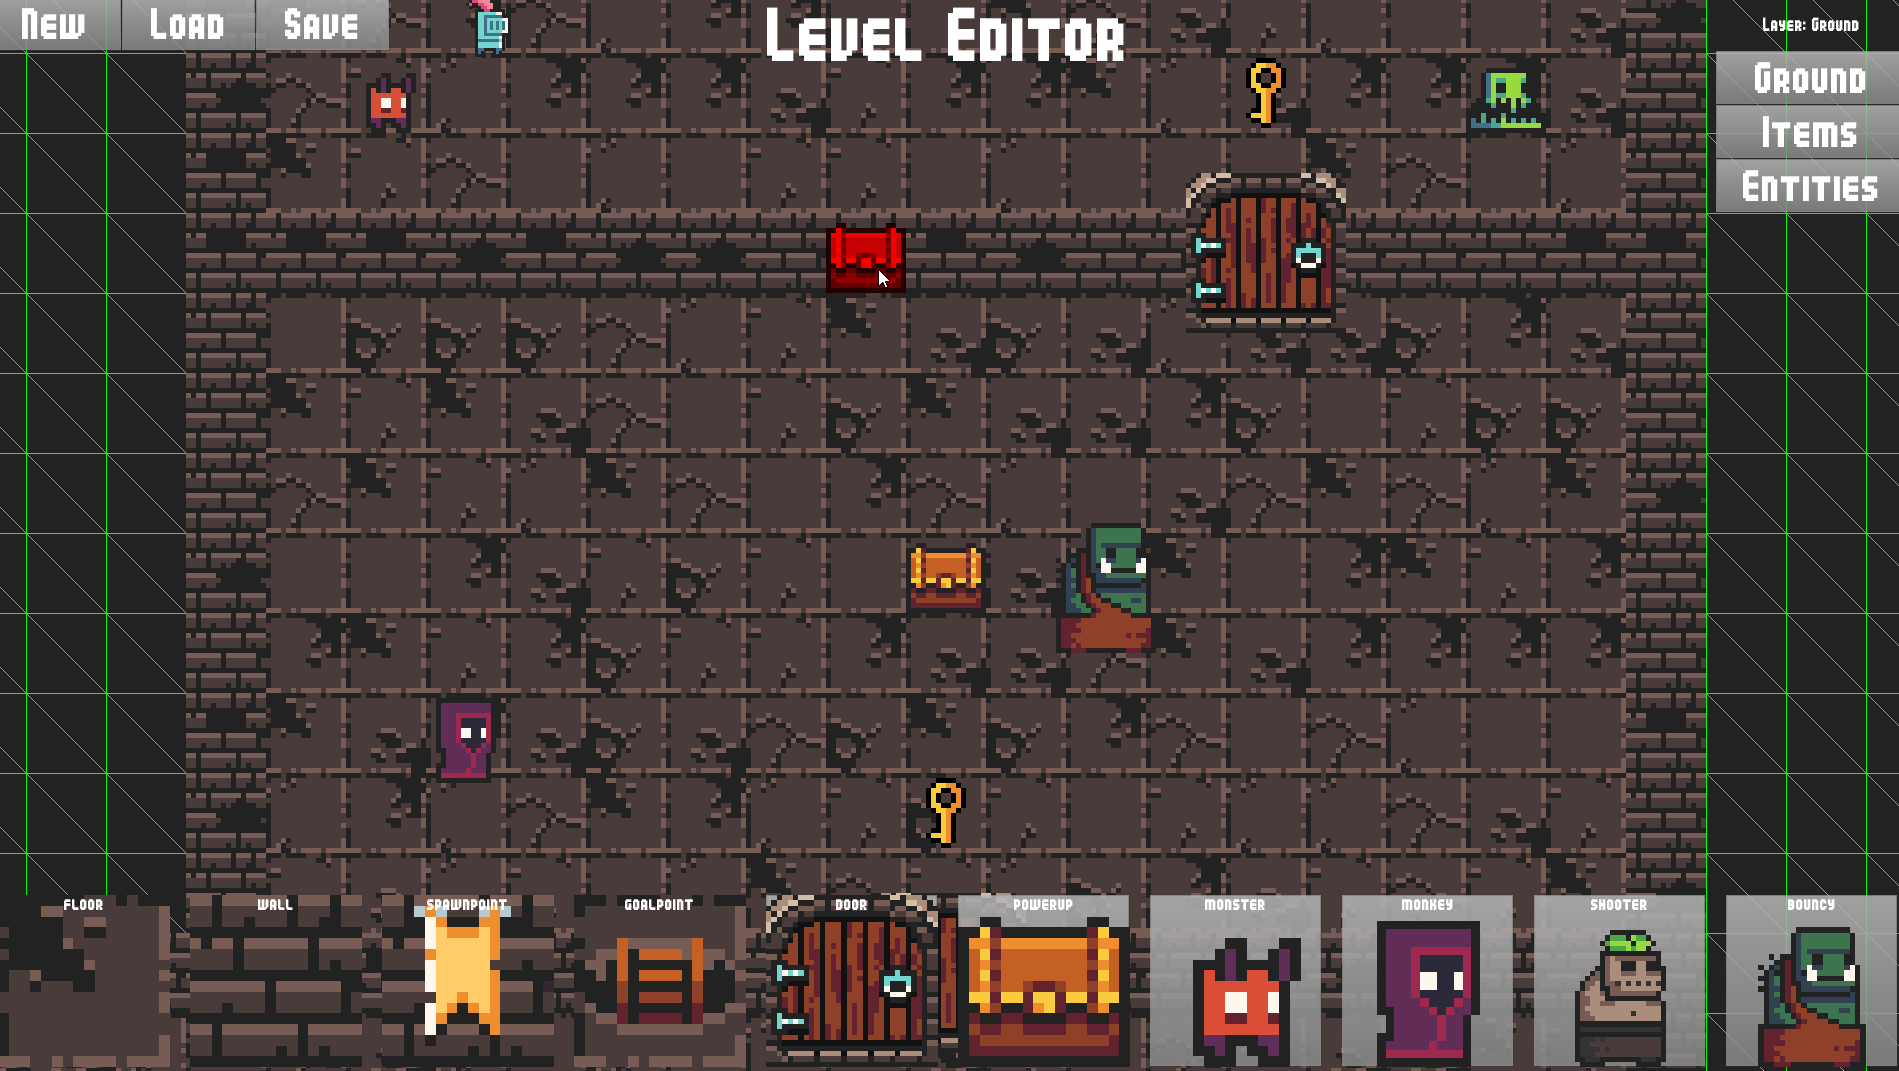 New Load Save
Level Editor
Layer: Ground
Ground
Items
Entities
Floor Wall Spawnpoint Goalpoint Door Powerup Monster Monkey Shooter Bouncy